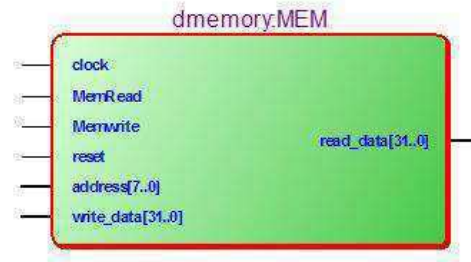 dmemory:MEM
clock
MemRead
Memwrite
reset
address[7..0]
write_data[31..0]
read_data[31..0]